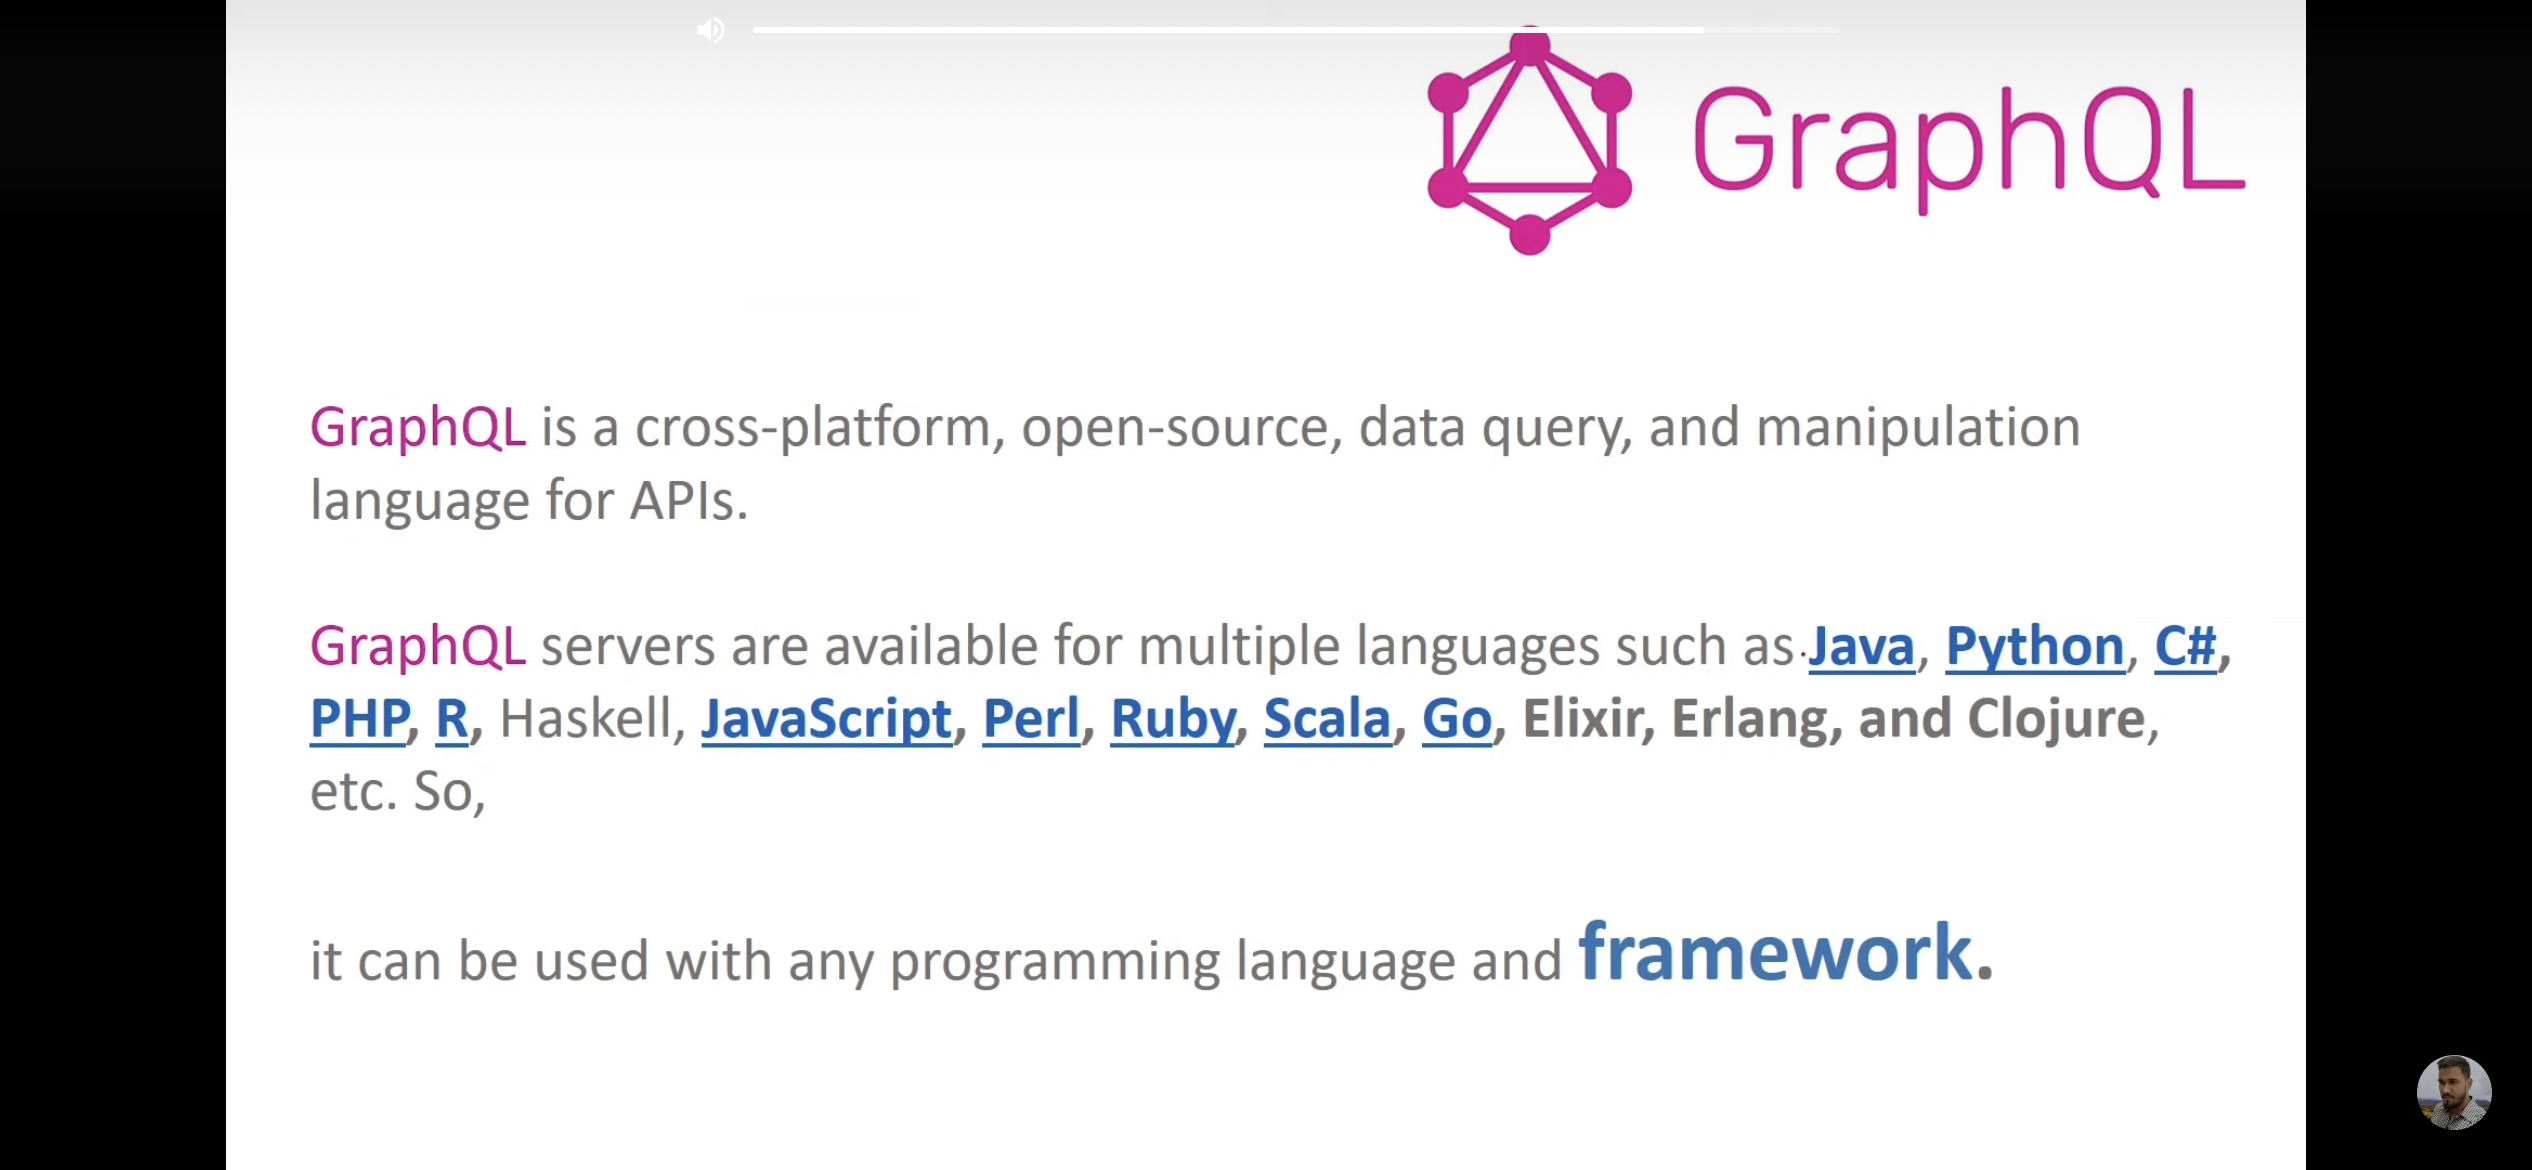 GraphQL
GraphQL is a cross-platform, open-source, data query, and manipulation
language for APIs.
GraphQL servers are available for multiple languages such as Java, Python, C#,
PHP, R, Haskell, JavaScript, Perl, Ruby, Scala, Go, Elixir, Erlang, and Clojure,
etc. So,
it can be used with any programming language and framework.